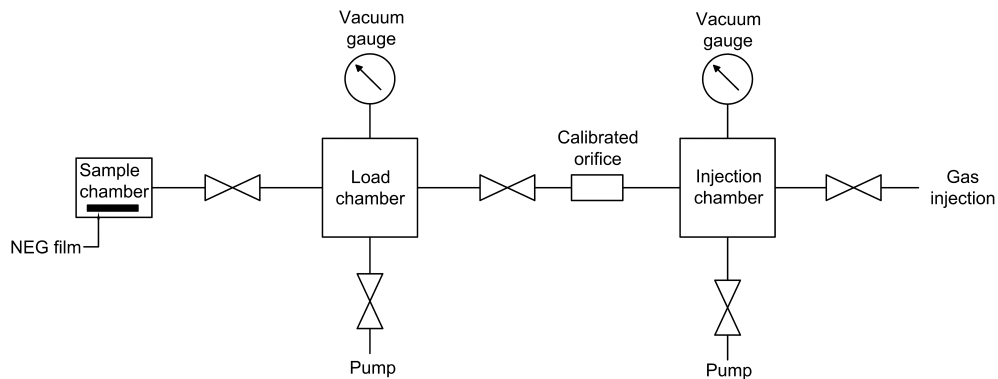 Vacuum
gauge
Vacuum
gauge
Calibrated
orifice
Sample
chamber
Load
chamber
Injection
chamber
Gas
injection
NEG film
Pump
Pump